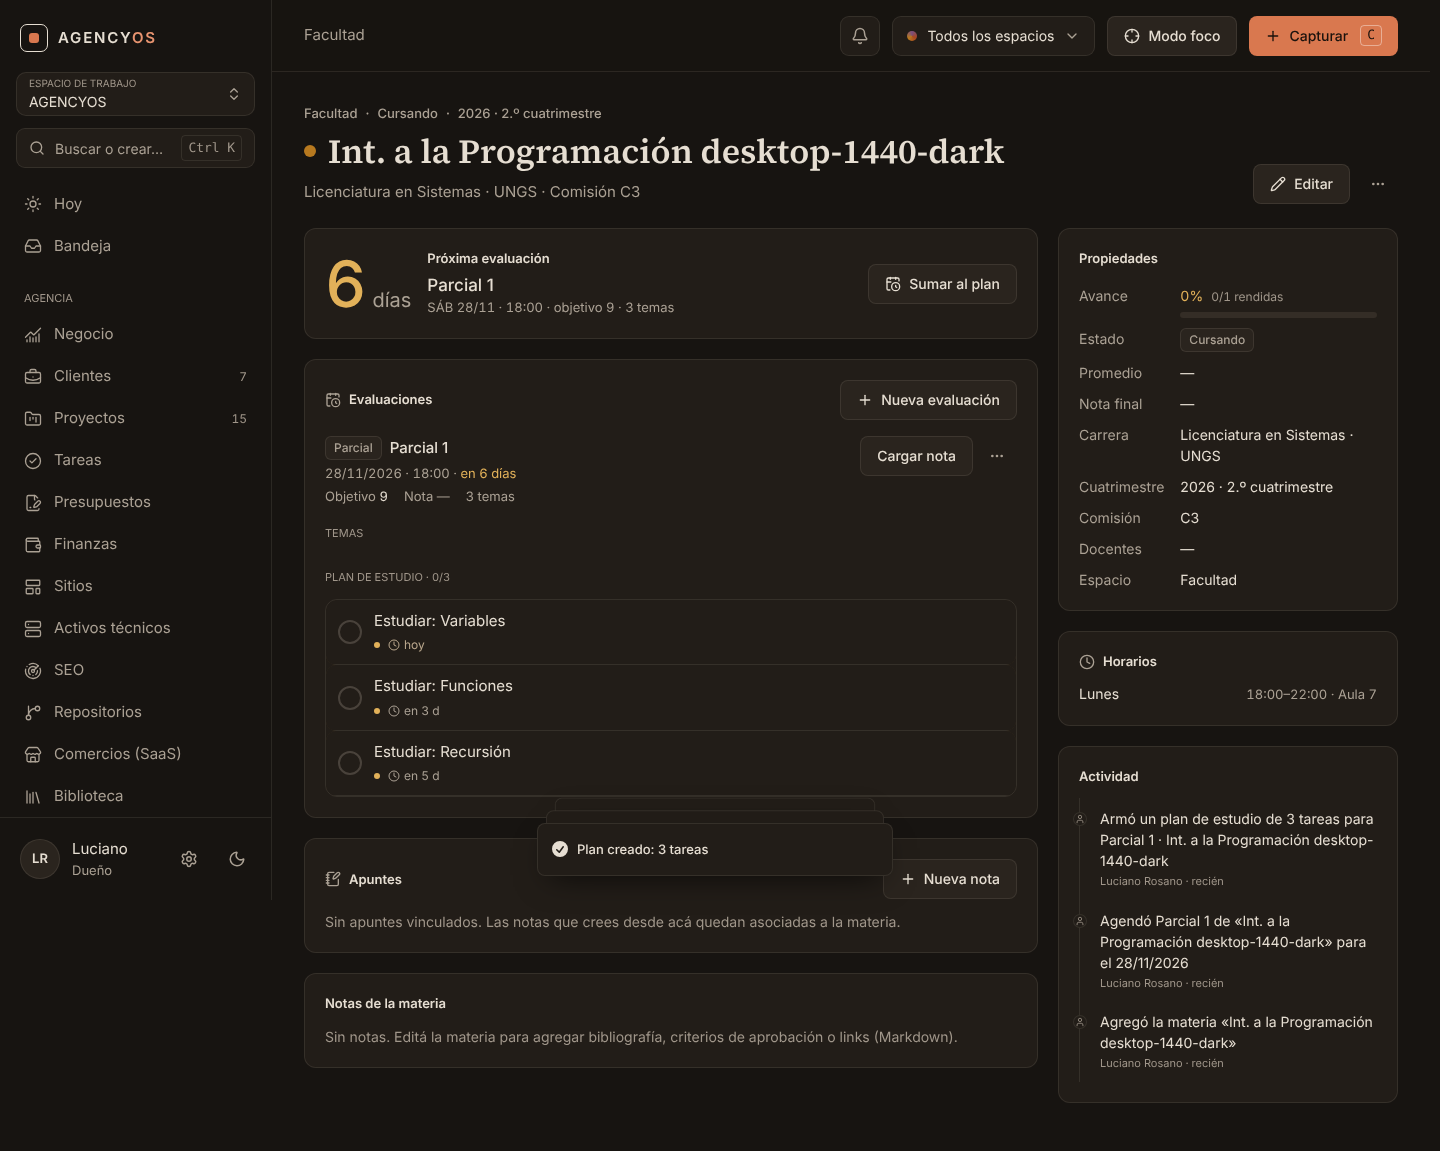 AGENCYOS
ESPACIO DE TRABAJO
AGENCYOS
Buscar o crear... Ctrl K
Hoy
Bandeja
AGENCIA
Negocio
Clientes 7
Proyectos 15
Tareas
Presupuestos
Finanzas
Sitios
Activos técnicos
SEO
Repositorios
Comercios (SaaS)
Biblioteca
LR Luciano
Dueño
Facultad
Todos los espacios
Modo foco
Capturar C
Facultad · Cursando · 2026 · 2.º cuatrimestre
Int. a la Programación desktop-1440-dark
Licenciatura en Sistemas · UNGS · Comisión C3
Editar
6 días
Próxima evaluación
Parcial 1
SÁB 28/11 · 18:00 · objetivo 9 · 3 temas
Sumar al plan
Evaluaciones
Nueva evaluación
Parcial Parcial 1
28/11/2026 · 18:00 · en 6 días
Objetivo 9 Nota — 3 temas
Cargar nota
TEMAS
PLAN DE ESTUDIO · 0/3
Estudiar: Variables
hoy
Estudiar: Funciones
en 3 d
Estudiar: Recursión
en 5 d
Plan creado: 3 tareas
Apuntes
Nueva nota
Sin apuntes vinculados. Las notas que crees desde acá quedan asociadas a la materia.
Notas de la materia
Sin notas. Editá la materia para agregar bibliografía, criterios de aprobación o links (Markdown).
Propiedades
Avance 0% 0/1 rendidas
Estado Cursando
Promedio —
Nota final —
Carrera Licenciatura en Sistemas ·
UNGS
Cuatrimestre 2026 · 2.º cuatrimestre
Comisión C3
Docentes —
Espacio Facultad
Horarios
Lunes 18:00–22:00 · Aula 7
Actividad
Armó un plan de estudio de 3 tareas para
Parcial 1 · Int. a la Programación desktop-
1440-dark
Luciano Rosano · recién
Agendó Parcial 1 de «Int. a la
Programación desktop-1440-dark» para
el 28/11/2026
Luciano Rosano · recién
Agregó la materia «Int. a la Programación
desktop-1440-dark»
Luciano Rosano · recién